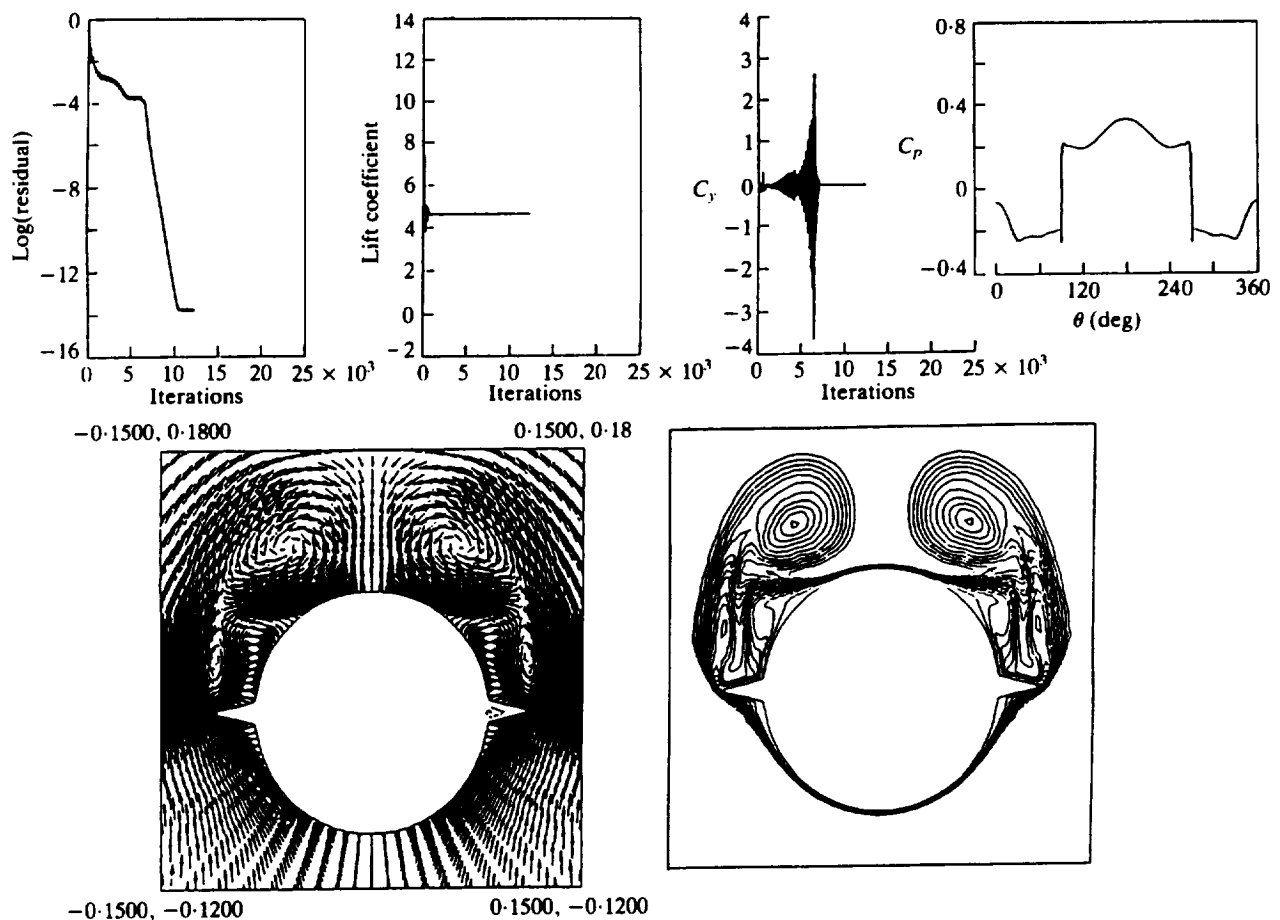 0
−4
−8
−12
−16
Log(residual)
0 5 10 15 20 25 × 10³
Iterations
14
12
10
8
6
4
2
0
−2
Lift coefficient
0 5 10 15 20 25 × 10³
Iterations
4
3
2
1
0
−1
−2
−3
−4
C_y
0 5 10 15 20 25 × 10³
Iterations
0·8
0·4
0
−0·4
C_p
0 120 240 360
θ (deg)
−0·1500, 0·1800
0·1500, 0·18
−0·1500, −0·1200
0·1500, −0·1200